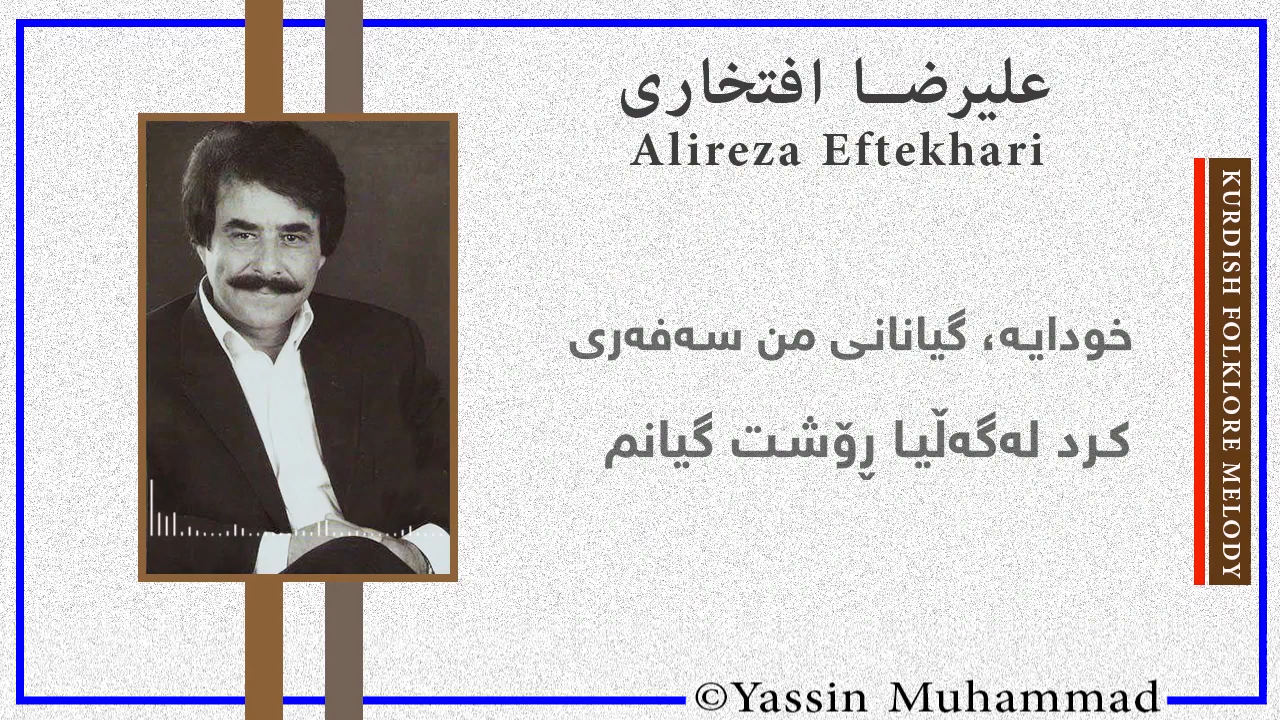 علیرضا افتخاری
Alireza Eftekhari
خودایە، گیانانی من سەفەری
کرد لەگەڵیا ڕۆشت گیانم
KURDISH FOLKLORE MELODY
©Yassin Muhammad